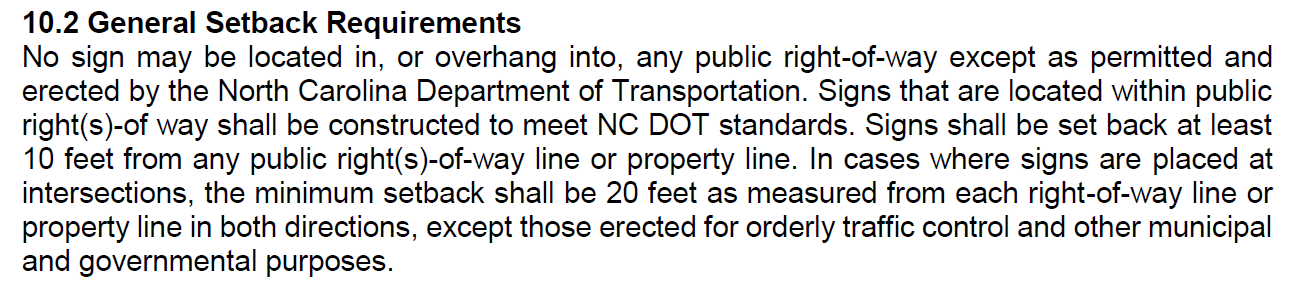 10.2 General Setback Requirements
No sign may be located in, or overhang into, any public right-of-way except as permitted and
erected by the North Carolina Department of Transportation. Signs that are located within public
right(s)-of way shall be constructed to meet NC DOT standards. Signs shall be set back at least
10 feet from any public right(s)-of-way line or property line. In cases where signs are placed at
intersections, the minimum setback shall be 20 feet as measured from each right-of-way line or
property line in both directions, except those erected for orderly traffic control and other municipal
and governmental purposes.